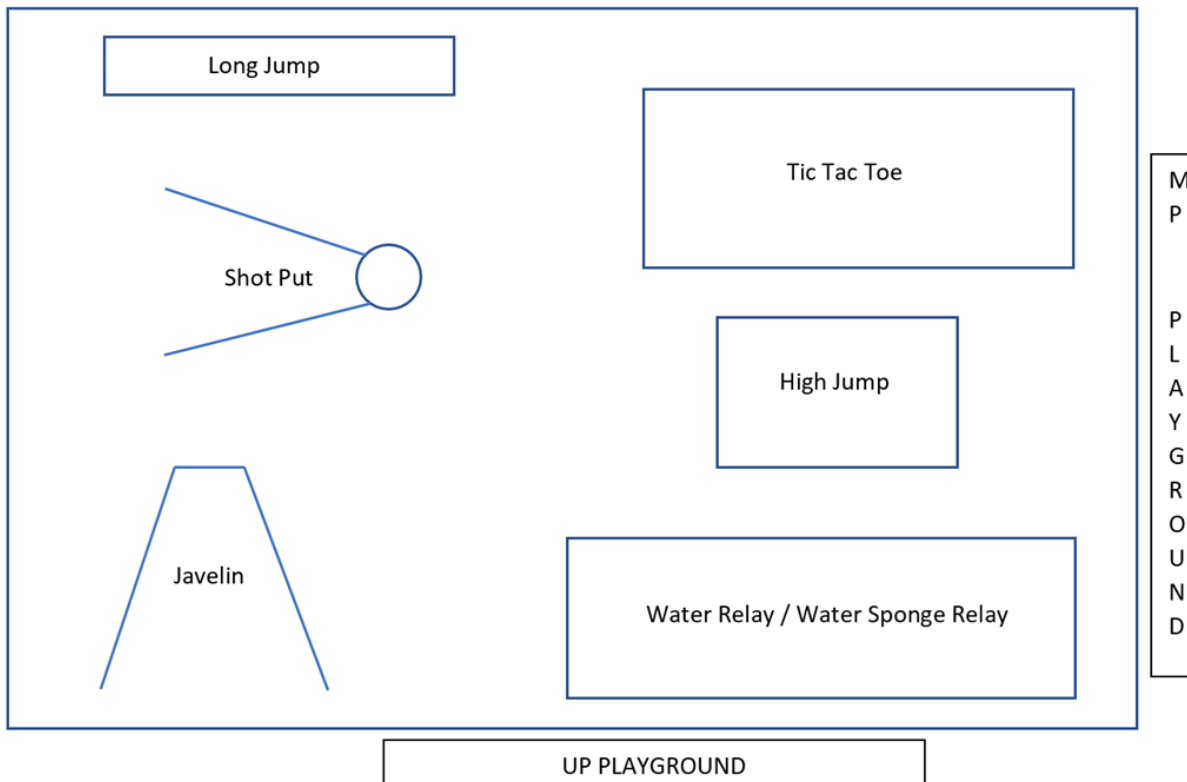 Long Jump
Tic Tac Toe
Shot Put
High Jump
Javelin
Water Relay / Water Sponge Relay
M
P
P
L
A
Y
G
R
O
U
N
D
UP PLAYGROUND